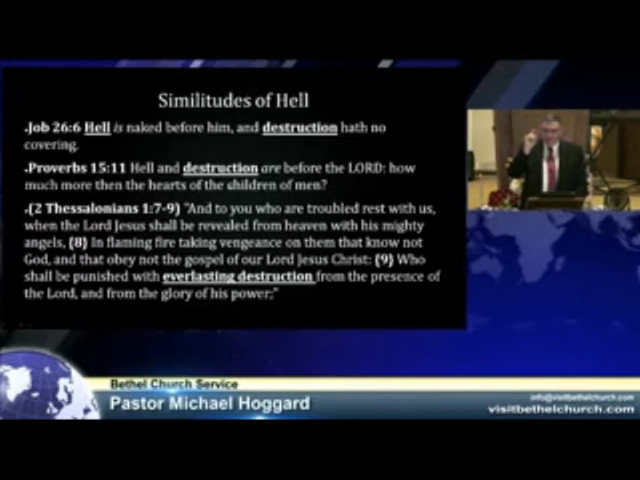 Similitudes of Hell
.Job 26:6 Hell is naked before him, and destruction hath no
covering.
.Proverbs 15:11 Hell and destruction are before the LORD: how
much more then the hearts of the children of men?
.(2 Thessalonians 1:7-9) "And to you who are troubled rest with us,
when the Lord Jesus shall be revealed from heaven with his mighty
angels, {8} In flaming fire taking vengeance on them that know not
God, and that obey not the gospel of our Lord Jesus Christ: {9} Who
shall be punished with everlasting destruction from the presence of
the Lord, and from the glory of his power;"
Bethel Church Service
Pastor Michael Hoggard
info@visitbethelchurch.com
visitbethelchurch.com